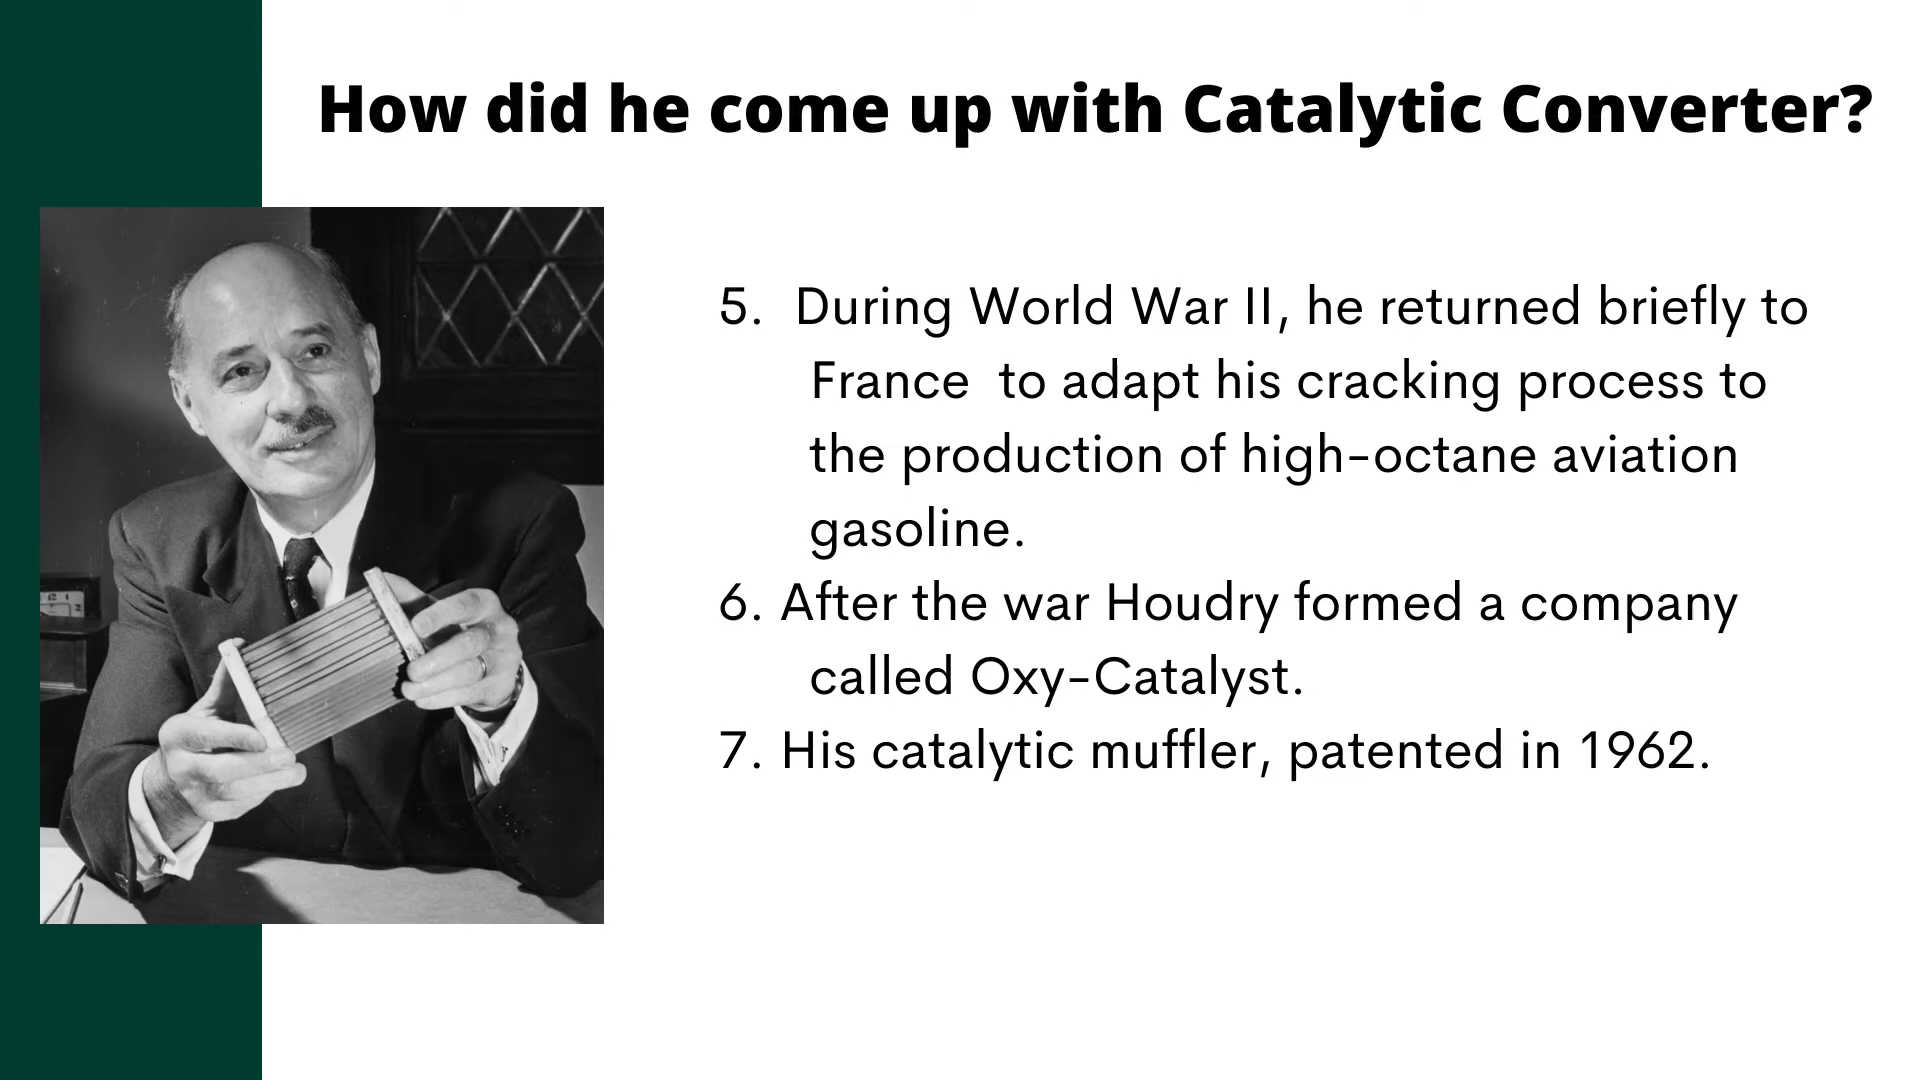 How did he come up with Catalytic Converter?
5. During World War II, he returned briefly to
France to adapt his cracking process to
the production of high-octane aviation
gasoline.
6. After the war Houdry formed a company
called Oxy-Catalyst.
7. His catalytic muffler, patented in 1962.